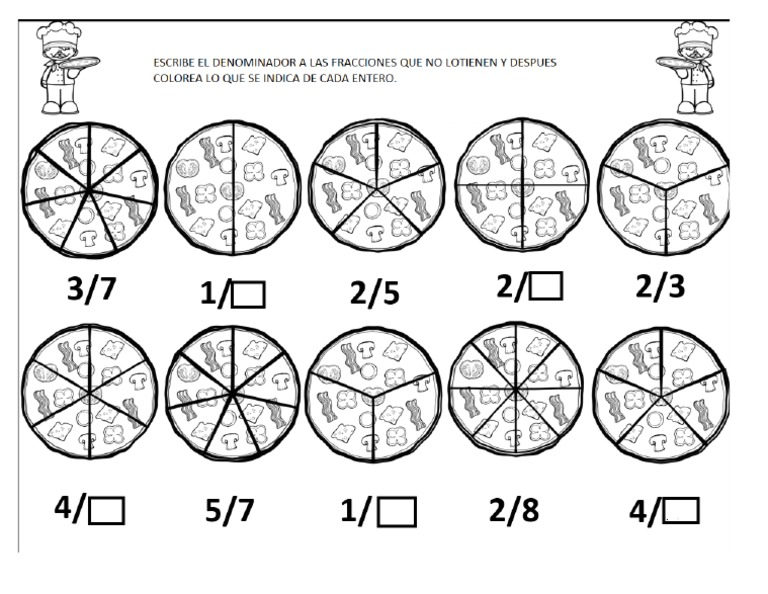 ESCRIBE EL DENOMINADOR A LAS FRACCIONES QUE NO LOTIENEN Y DESPUES
COLOREA LO QUE SE INDICA DE CADA ENTERO.
3/7 1/ 2/5 2/ 2/3
4/ 5/7 1/ 2/8 4/